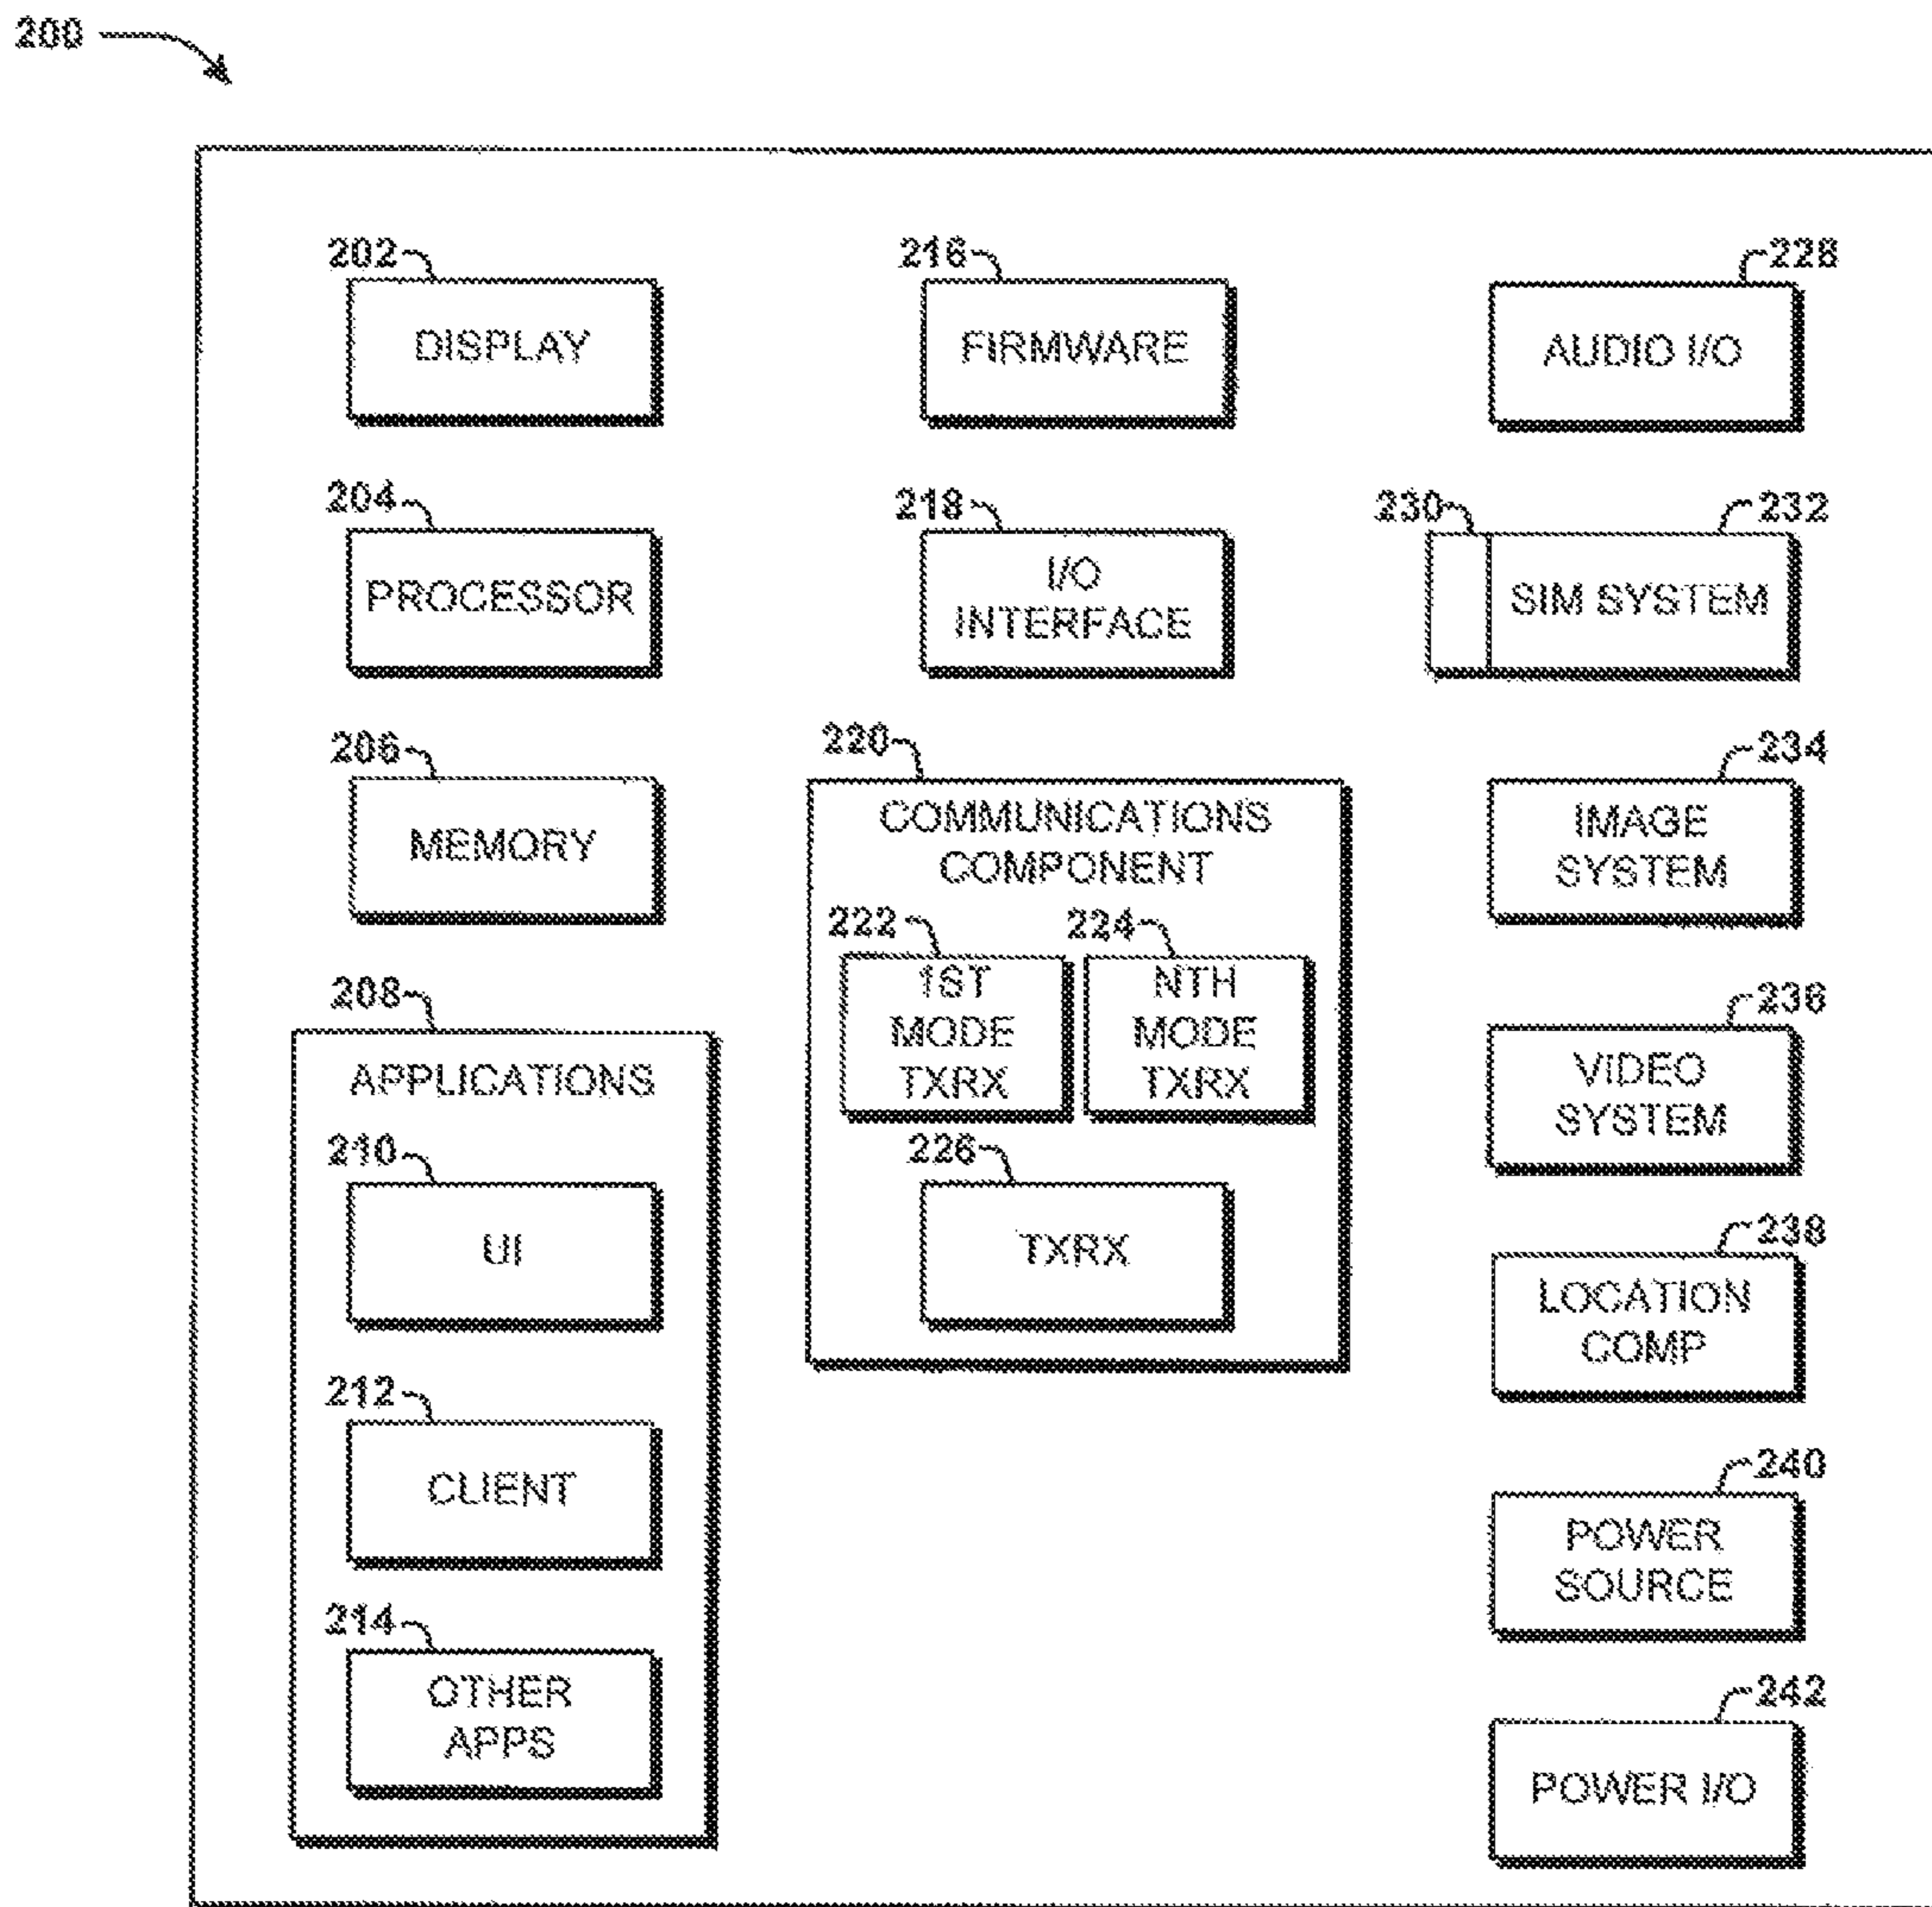 200
202
DISPLAY
204
PROCESSOR
206
MEMORY
208
APPLICATIONS
210
UI
212
CLIENT
214
OTHER
APPS
216
FIRMWARE
218
I/O
INTERFACE
220
COMMUNICATIONS
COMPONENT
222
1ST
MODE
TXRX
224
NTH
MODE
TXRX
226
TXRX
228
AUDIO I/O
230
232
SIM SYSTEM
234
IMAGE
SYSTEM
236
VIDEO
SYSTEM
238
LOCATION
COMP
240
POWER
SOURCE
242
POWER I/O